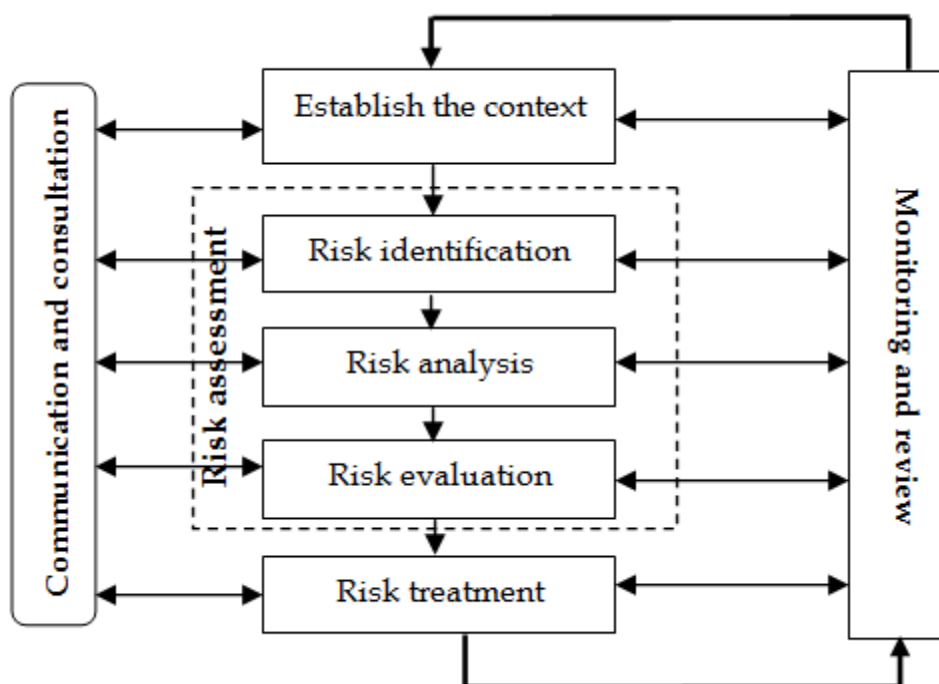 Establish the context
Communication and consultation
Risk assessment
Risk identification
Risk analysis
Risk evaluation
Risk treatment
Monitoring and review